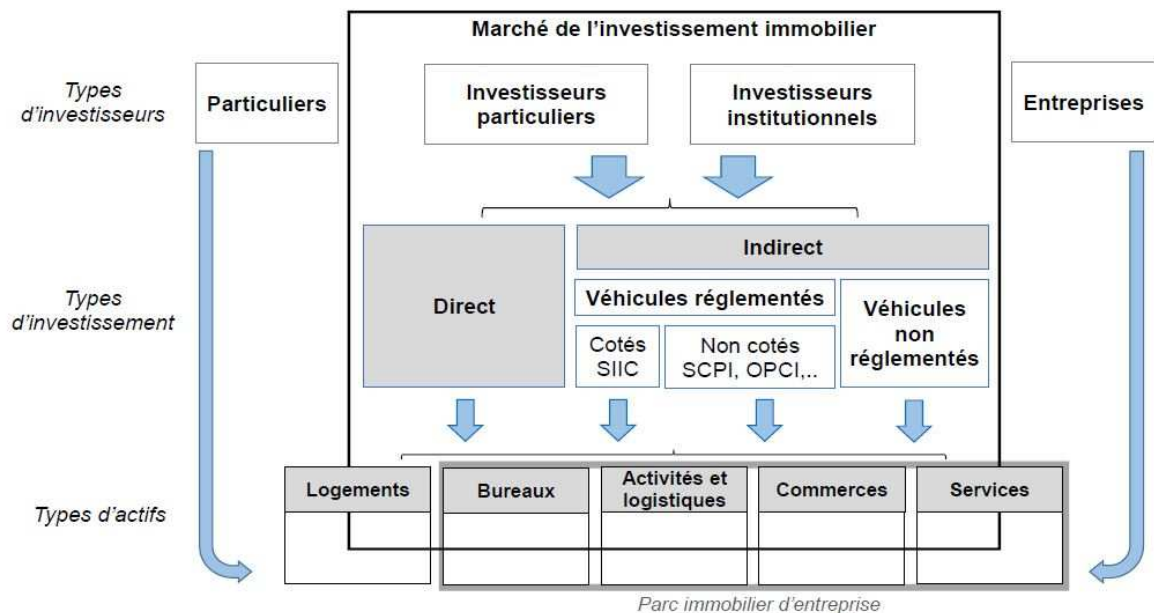 Marché de l'investissement immobilier
Types
d'investisseurs
Particuliers
Investisseurs
particuliers
Investisseurs
institutionnels
Entreprises
Types
d'investissement
Direct
Indirect
Véhicules réglementés
Cotés
SIIC
Non cotés
SCPI, OPCI,..
Véhicules
non
réglementés
Types d'actifs
Logements
Bureaux
Activités et
logistiques
Commerces
Services
Parc immobilier d'entreprise